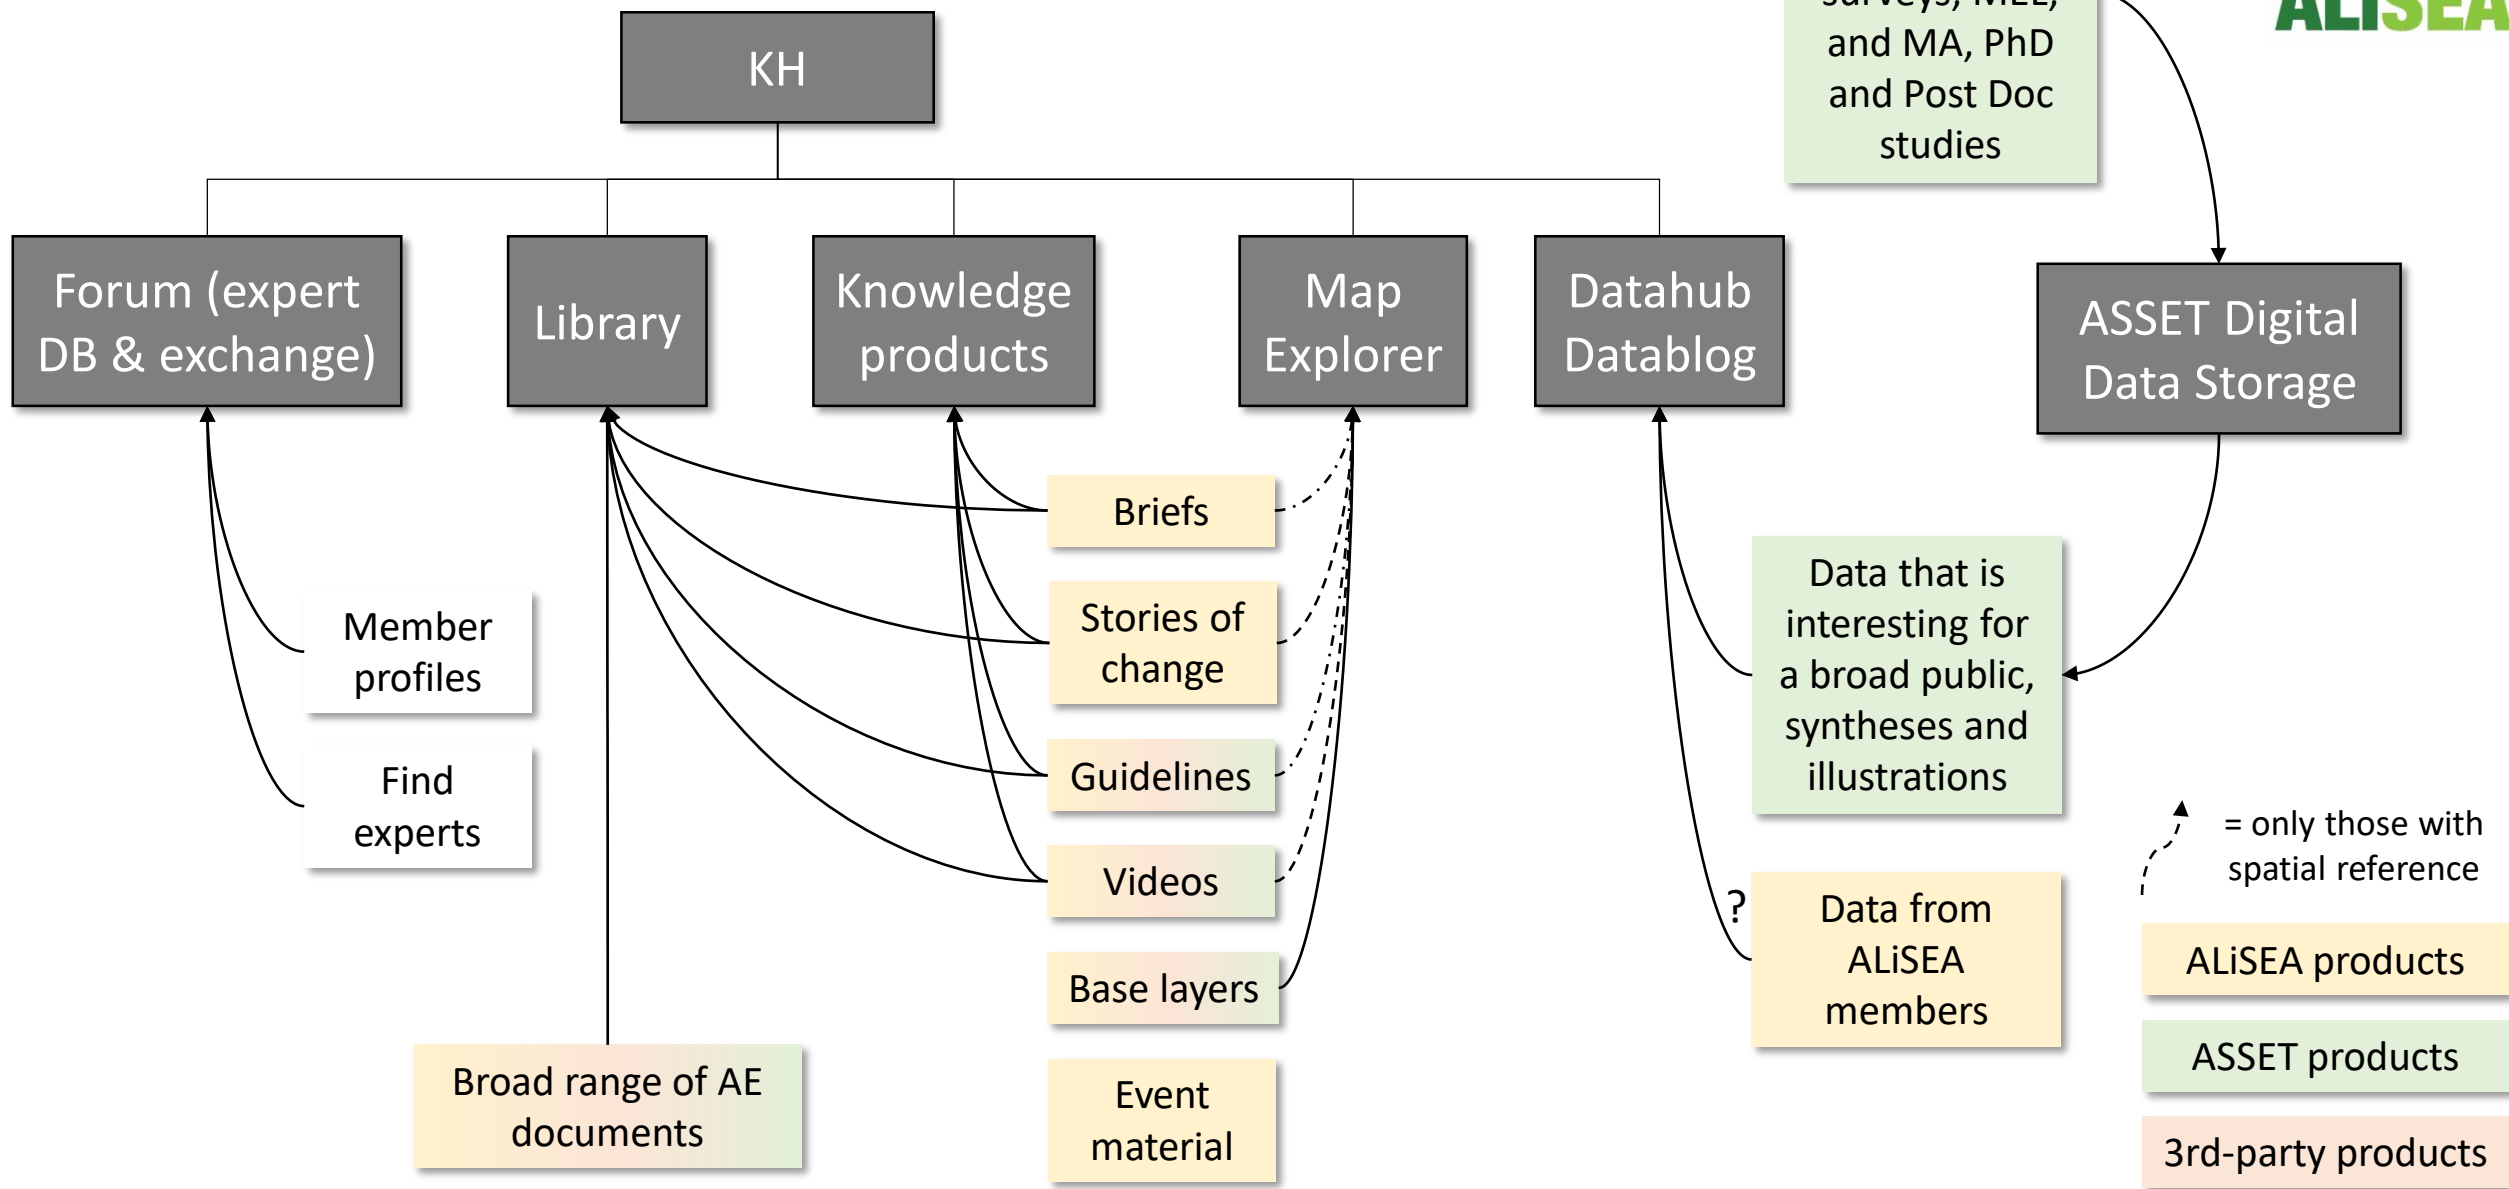 and MA, PhD
and Post Doc
studies
ALiSEA
KH
Forum (expert
DB & exchange)
Library
Knowledge
products
Map
Explorer
Datahub
Datablog
ASSET Digital
Data Storage
Briefs
Stories of
change
Guidelines
Videos
Base layers
Event
material
Member
profiles
Find
experts
Broad range of AE
documents
Data that is
interesting for
a broad public,
syntheses and
illustrations
?
Data from
ALiSEA
members
= only those with
spatial reference
ALiSEA products
ASSET products
3rd-party products